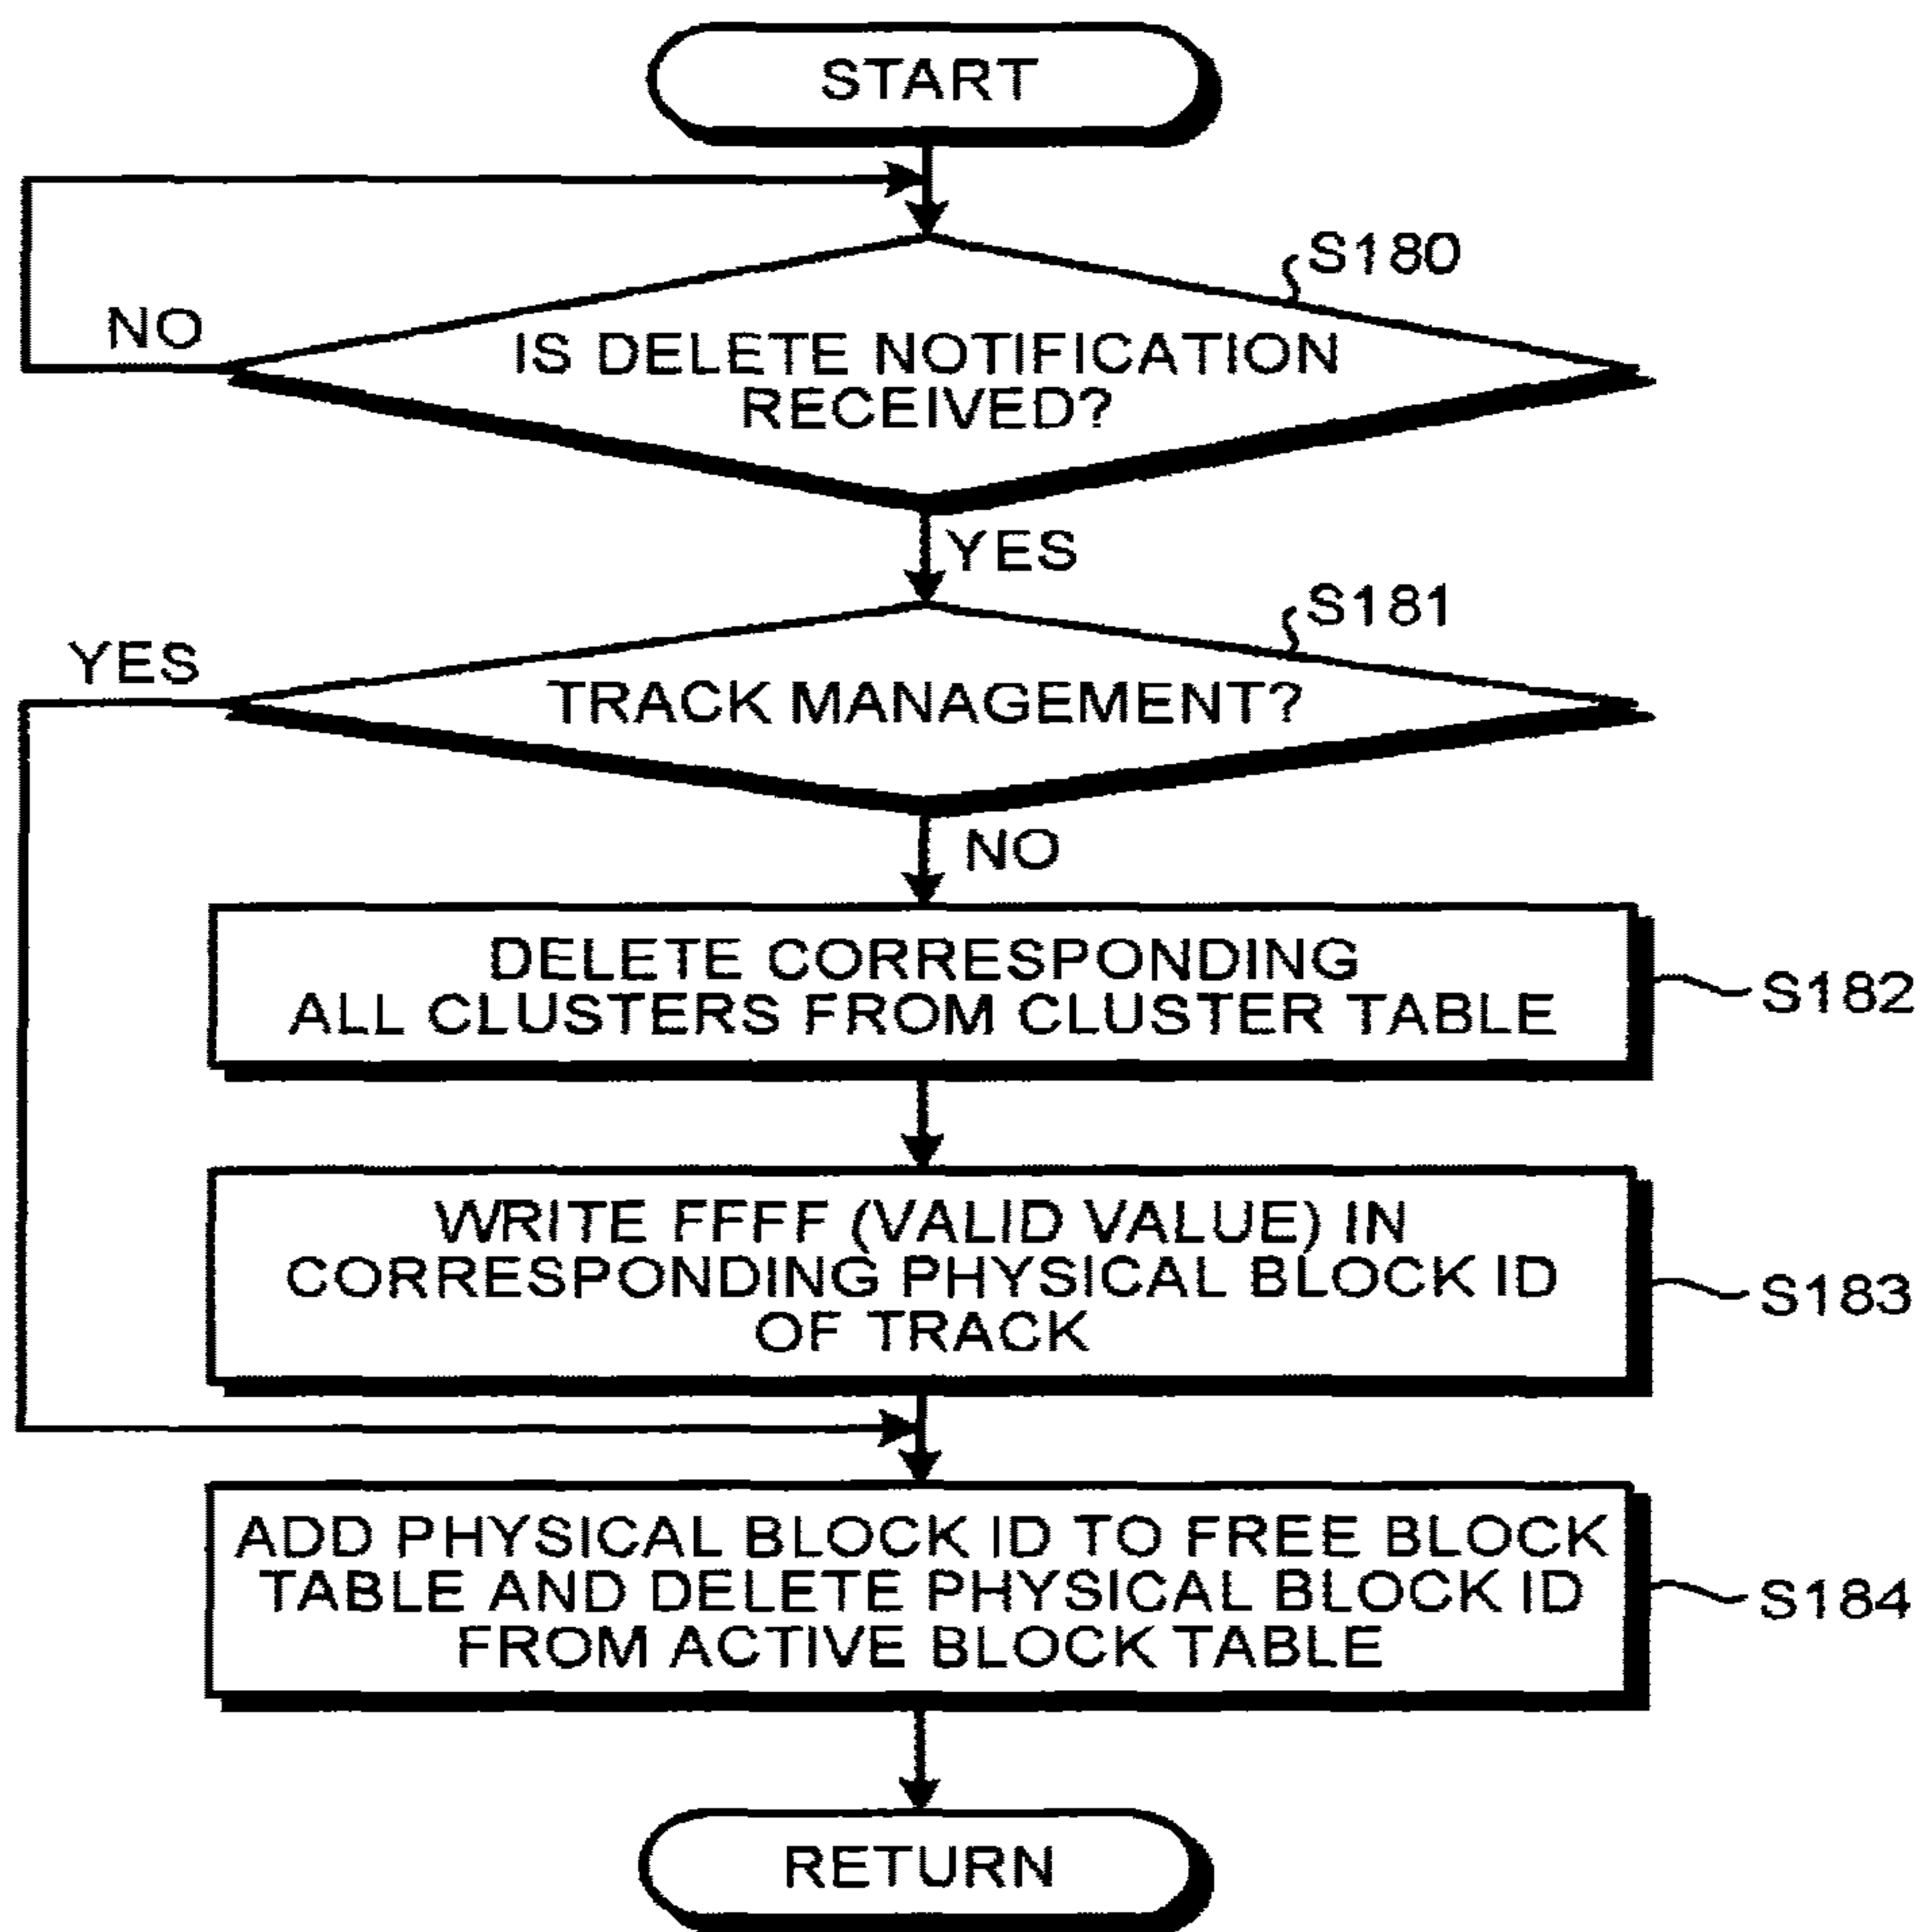 START
S180
NO
IS DELETE NOTIFICATION
RECEIVED?
YES
S181
YES
TRACK MANAGEMENT?
NO
DELETE CORRESPONDING
ALL CLUSTERS FROM CLUSTER TABLE
S182
WRITE FFFF (VALID VALUE) IN
CORRESPONDING PHYSICAL BLOCK ID
OF TRACK
S183
ADD PHYSICAL BLOCK ID TO FREE BLOCK
TABLE AND DELETE PHYSICAL BLOCK ID
FROM ACTIVE BLOCK TABLE
S184
RETURN